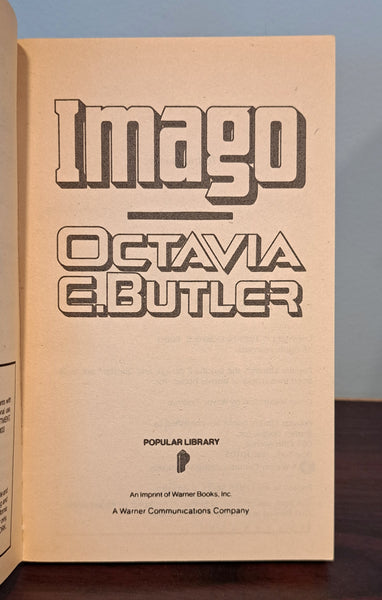 Imago
OCTAVIA
E. BUTLER
POPULAR LIBRARY
An Imprint of Warner Books, Inc.
A Warner Communications Company